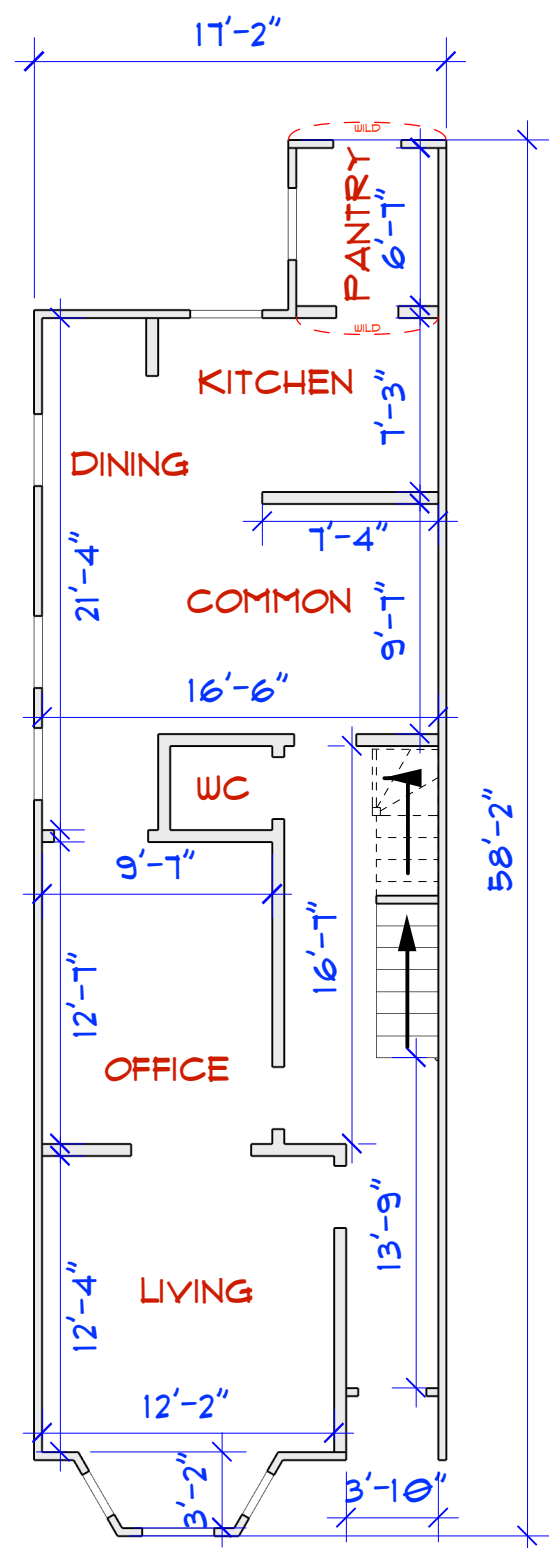 17'-2"
WILD
PANTRY
6'-7"
WILD
KITCHEN
7'-3"
DINING
7'-4"
21'-4"
COMMON
9'-7"
16'-6"
WC
58'-2"
9'-7"
16'-7"
12'-7"
OFFICE
13'-9"
LIVING
12'-4"
12'-2"
3'-2"
3'-10"